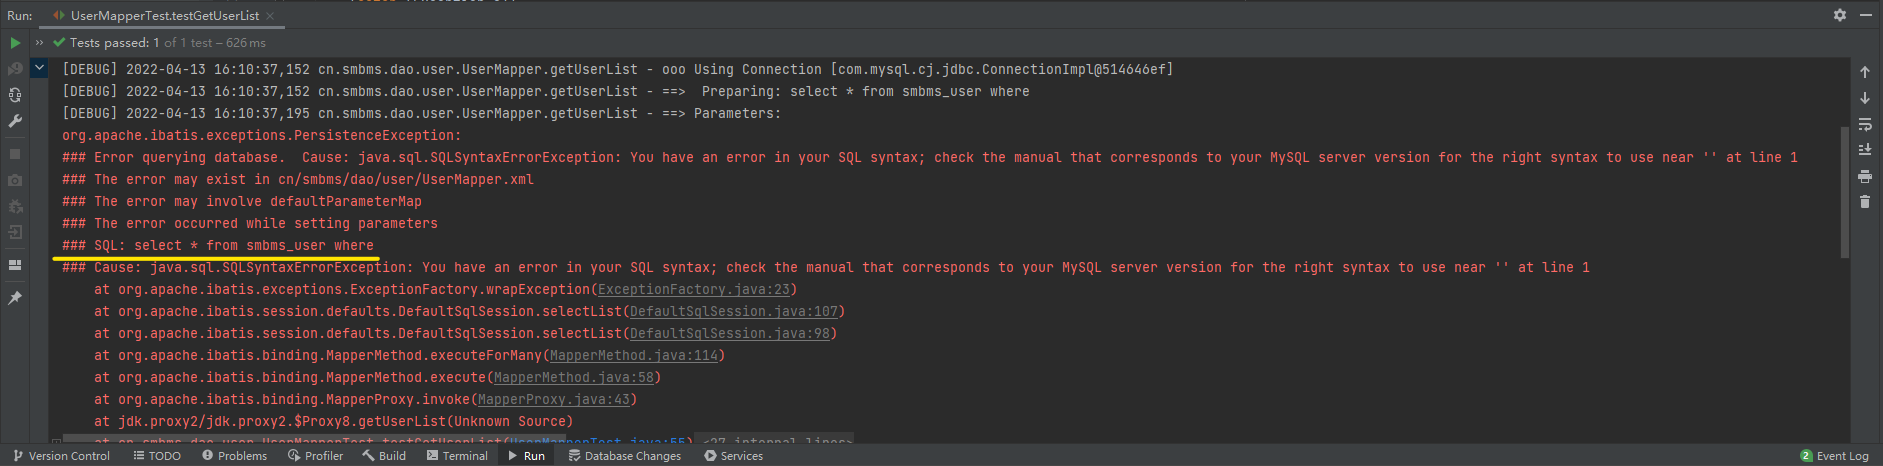 Run: UserMapperTest.testGetUserList ×
» Tests passed: 1 of 1 test – 626 ms
[DEBUG] 2022-04-13 16:10:37,152 cn.smbms.dao.user.UserMapper.getUserList - ooo Using Connection [com.mysql.cj.jdbc.ConnectionImpl@514646ef]
[DEBUG] 2022-04-13 16:10:37,152 cn.smbms.dao.user.UserMapper.getUserList - ==>  Preparing: select * from smbms_user where
[DEBUG] 2022-04-13 16:10:37,195 cn.smbms.dao.user.UserMapper.getUserList - ==> Parameters:
org.apache.ibatis.exceptions.PersistenceException:
### Error querying database.  Cause: java.sql.SQLSyntaxErrorException: You have an error in your SQL syntax; check the manual that corresponds to your MySQL server version for the right syntax to use near '' at line 1
### The error may exist in cn/smbms/dao/user/UserMapper.xml
### The error may involve defaultParameterMap
### The error occurred while setting parameters
### SQL: select * from smbms_user where
### Cause: java.sql.SQLSyntaxErrorException: You have an error in your SQL syntax; check the manual that corresponds to your MySQL server version for the right syntax to use near '' at line 1
at org.apache.ibatis.exceptions.ExceptionFactory.wrapException(ExceptionFactory.java:23)
at org.apache.ibatis.session.defaults.DefaultSqlSession.selectList(DefaultSqlSession.java:107)
at org.apache.ibatis.session.defaults.DefaultSqlSession.selectList(DefaultSqlSession.java:98)
at org.apache.ibatis.binding.MapperMethod.executeForMany(MapperMethod.java:114)
at org.apache.ibatis.binding.MapperMethod.execute(MapperMethod.java:58)
at org.apache.ibatis.binding.MapperProxy.invoke(MapperProxy.java:43)
at jdk.proxy2/jdk.proxy2.$Proxy8.getUserList(Unknown Source)
at cn.smbms.dao.user.UserMapperTest.testGetUserList(UserMapperTest.java:55) <27 internal lines>
Version Control TODO Problems Profiler Build Terminal Run Database Changes Services 2 Event Log